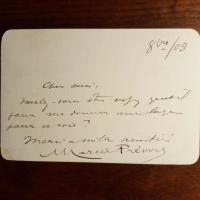 8bre/03
Cher ami,
Voulez-vous être assez gentil
pour me donner une loge
pour ce soir ?
Merci et mille amitiés
Marcel Prévost